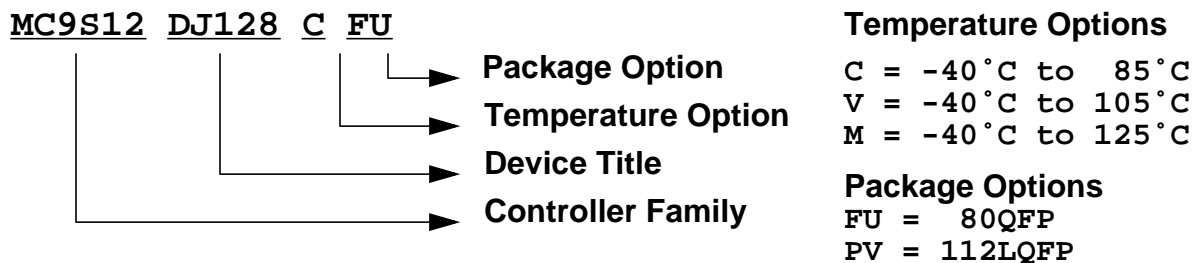 MC9S12 DJ128 C FU
Package Option
Temperature Option
Device Title
Controller Family
Temperature Options
C = -40˚C to 85˚C
V = -40˚C to 105˚C
M = -40˚C to 125˚C
Package Options
FU = 80QFP
PV = 112LQFP